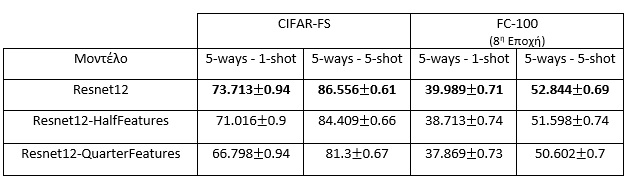 CIFAR-FS FC-100
(8η Εποχή)
Μοντέλο 5-ways - 1-shot 5-ways - 5-shot 5-ways - 1-shot 5-ways - 5-shot
Resnet12 73.713±0.94 86.556±0.61 39.989±0.71 52.844±0.69
Resnet12-HalfFeatures 71.016±0.9 84.409±0.66 38.713±0.74 51.598±0.74
Resnet12-QuarterFeatures 66.798±0.94 81.3±0.67 37.869±0.73 50.602±0.7